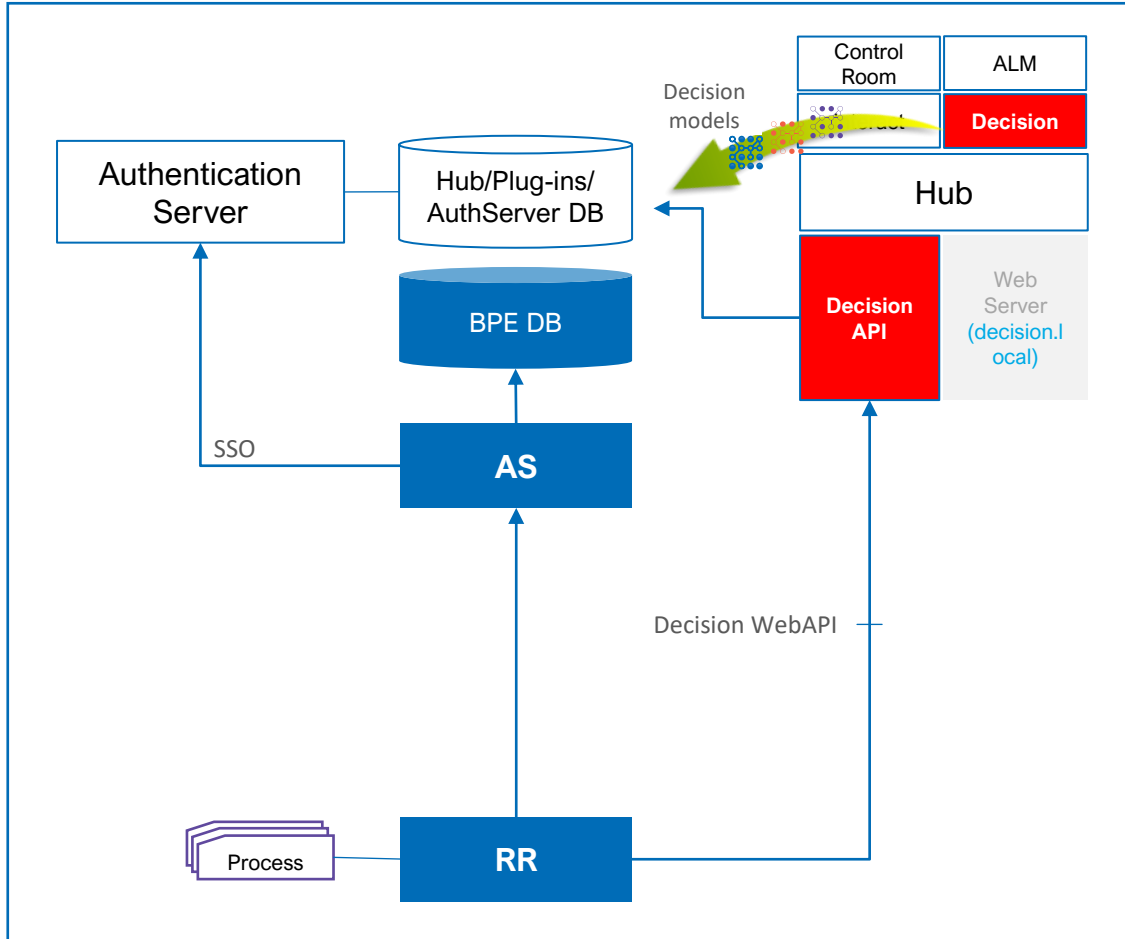 Control
Room
ALM
Decision
models
Decision
Authentication
Server
Hub/Plug-ins/
AuthServer DB
Hub
BPE DB
Decision
API
Web
Server
(decision.l
ocal)
SSO
AS
Decision WebAPI
Process
RR